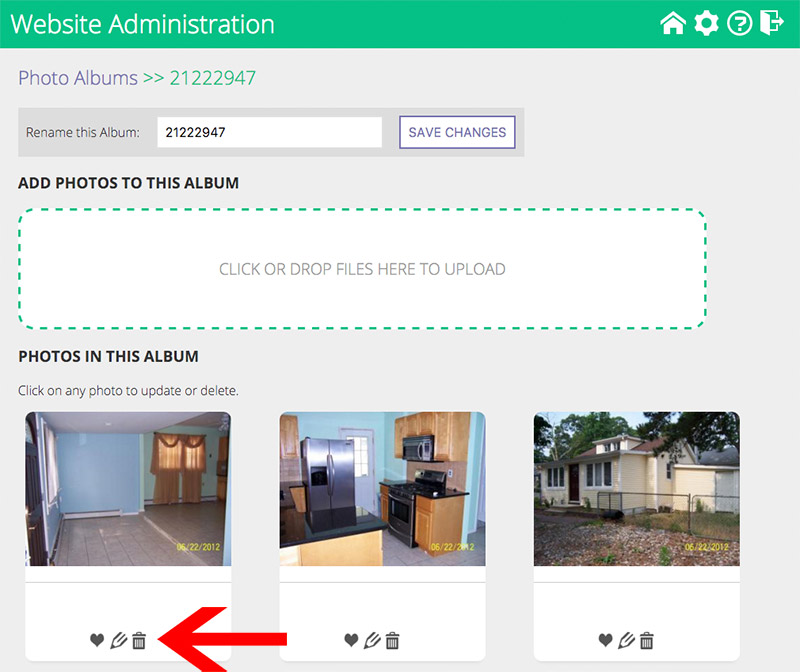 Website Administration
Photo Albums >> 21222947
Rename this Album: 21222947 SAVE CHANGES
ADD PHOTOS TO THIS ALBUM
CLICK OR DROP FILES HERE TO UPLOAD
PHOTOS IN THIS ALBUM
Click on any photo to update or delete.
06/22/2012 06/22/2012 06/22/2012